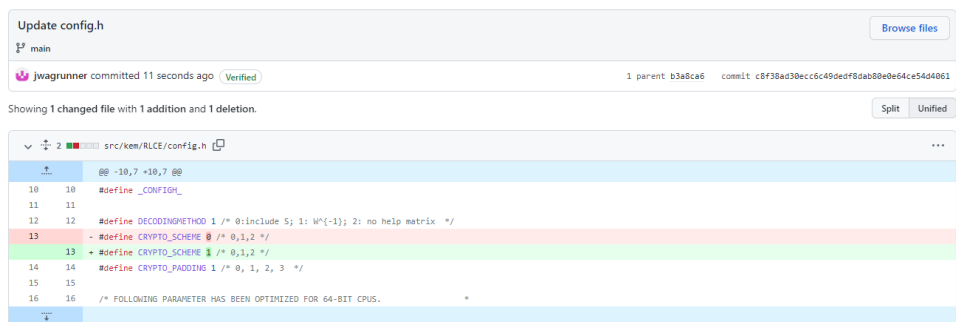 Update config.h
Browse files
main
jwagrunner committed 11 seconds ago Verified
1 parent b3a8ca6 commit c8f38ad30ecc6c49dedf8dab80e0e64ce54d4061
Showing 1 changed file with 1 addition and 1 deletion.
Split Unified
2 src/kem/RLCE/config.h
@@ -10,7 +10,7 @@
10 10 #define _CONFIGH_
11 11
12 12 #define DECODINGMETHOD 1 /* 0:include S; 1: W^{-1}; 2: no help matrix */
13 - #define CRYPTO_SCHEME 0 /* 0,1,2 */
13 + #define CRYPTO_SCHEME 1 /* 0,1,2 */
14 14 #define CRYPTO_PADDING 1 /* 0, 1, 2, 3 */
15 15
16 16 /* FOLLOWING PARAMETER HAS BEEN OPTIMIZED FOR 64-BIT CPUS. *